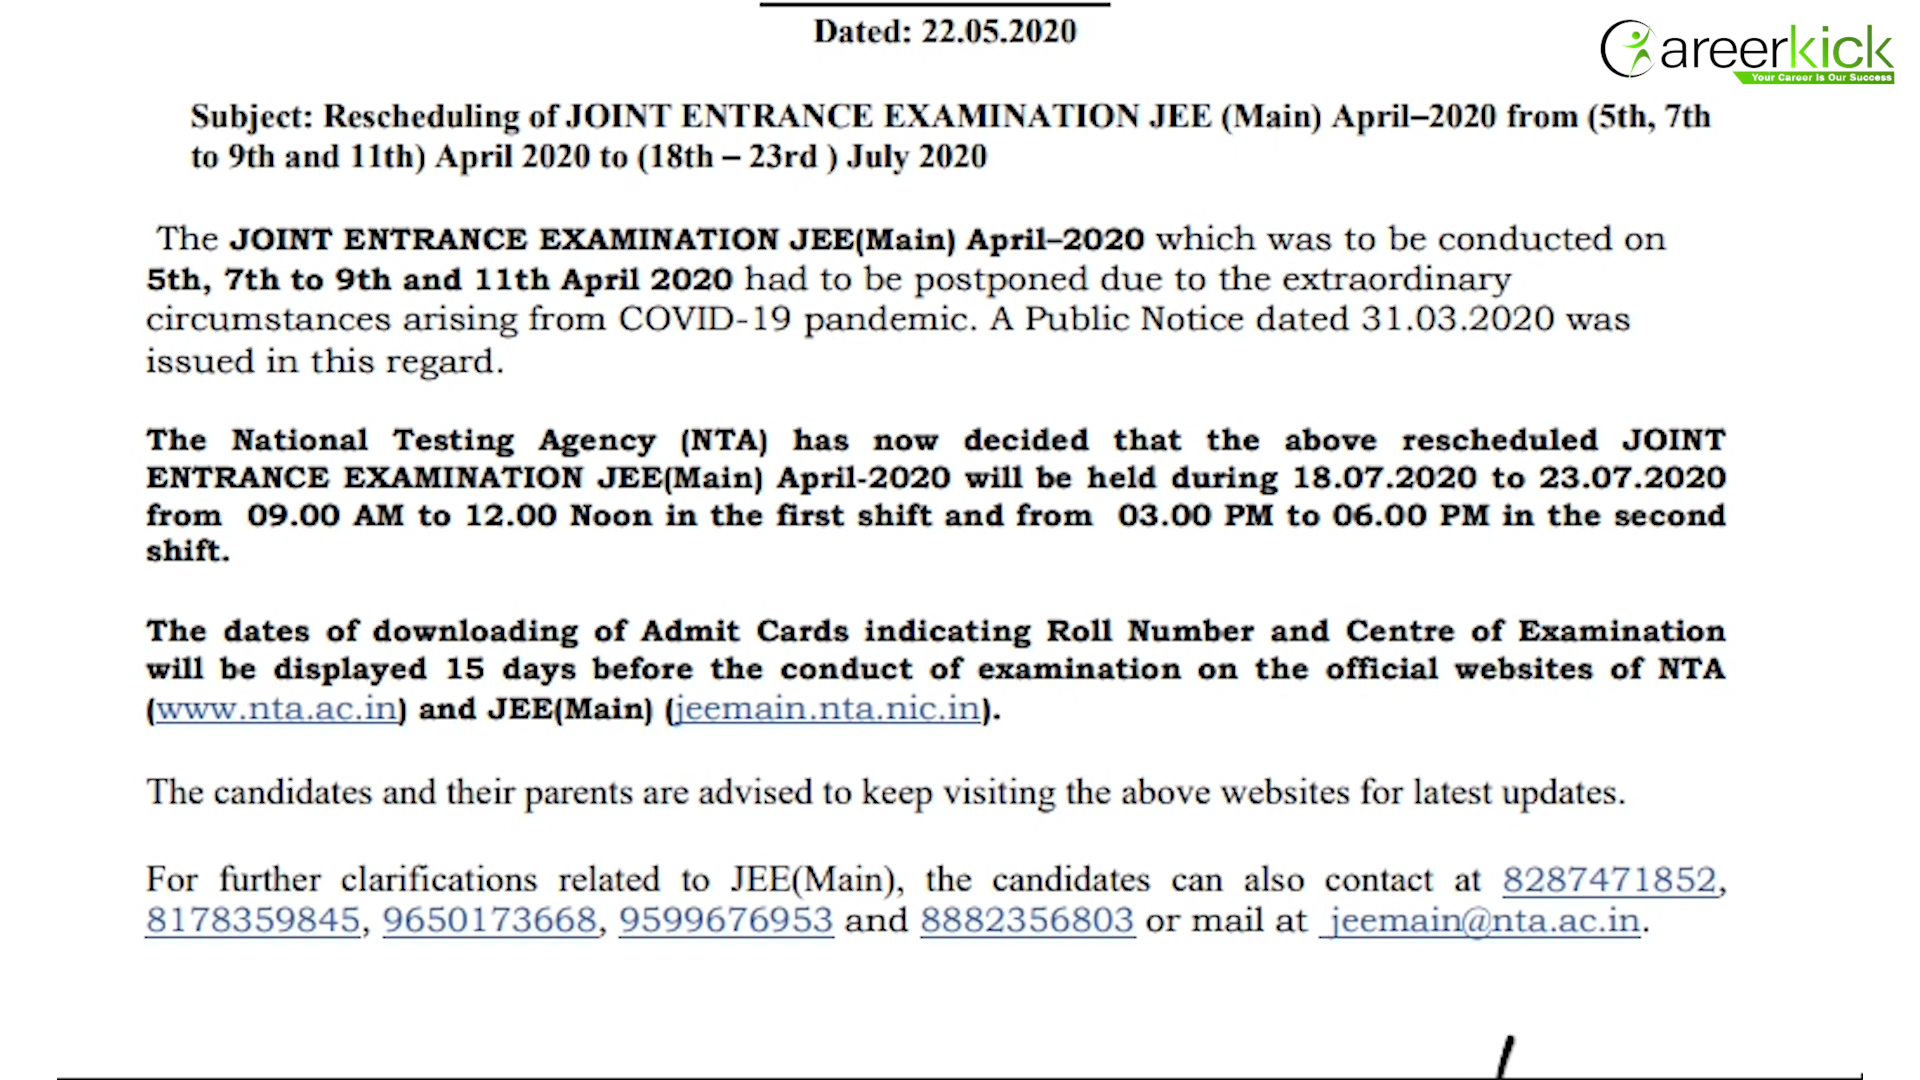 Dated: 22.05.2020
Careerkick
Your Career Is Our Success
Subject: Rescheduling of JOINT ENTRANCE EXAMINATION JEE (Main) April–2020 from (5th, 7th
to 9th and 11th) April 2020 to (18th – 23rd ) July 2020
The JOINT ENTRANCE EXAMINATION JEE(Main) April–2020 which was to be conducted on
5th, 7th to 9th and 11th April 2020 had to be postponed due to the extraordinary
circumstances arising from COVID-19 pandemic. A Public Notice dated 31.03.2020 was
issued in this regard.
The National Testing Agency (NTA) has now decided that the above rescheduled JOINT
ENTRANCE EXAMINATION JEE(Main) April-2020 will be held during 18.07.2020 to 23.07.2020
from 09.00 AM to 12.00 Noon in the first shift and from 03.00 PM to 06.00 PM in the second
shift.
The dates of downloading of Admit Cards indicating Roll Number and Centre of Examination
will be displayed 15 days before the conduct of examination on the official websites of NTA
(www.nta.ac.in) and JEE(Main) (jeemain.nta.nic.in).
The candidates and their parents are advised to keep visiting the above websites for latest updates.
For further clarifications related to JEE(Main), the candidates can also contact at 8287471852,
8178359845, 9650173668, 9599676953 and 8882356803 or mail at jeemain@nta.ac.in.